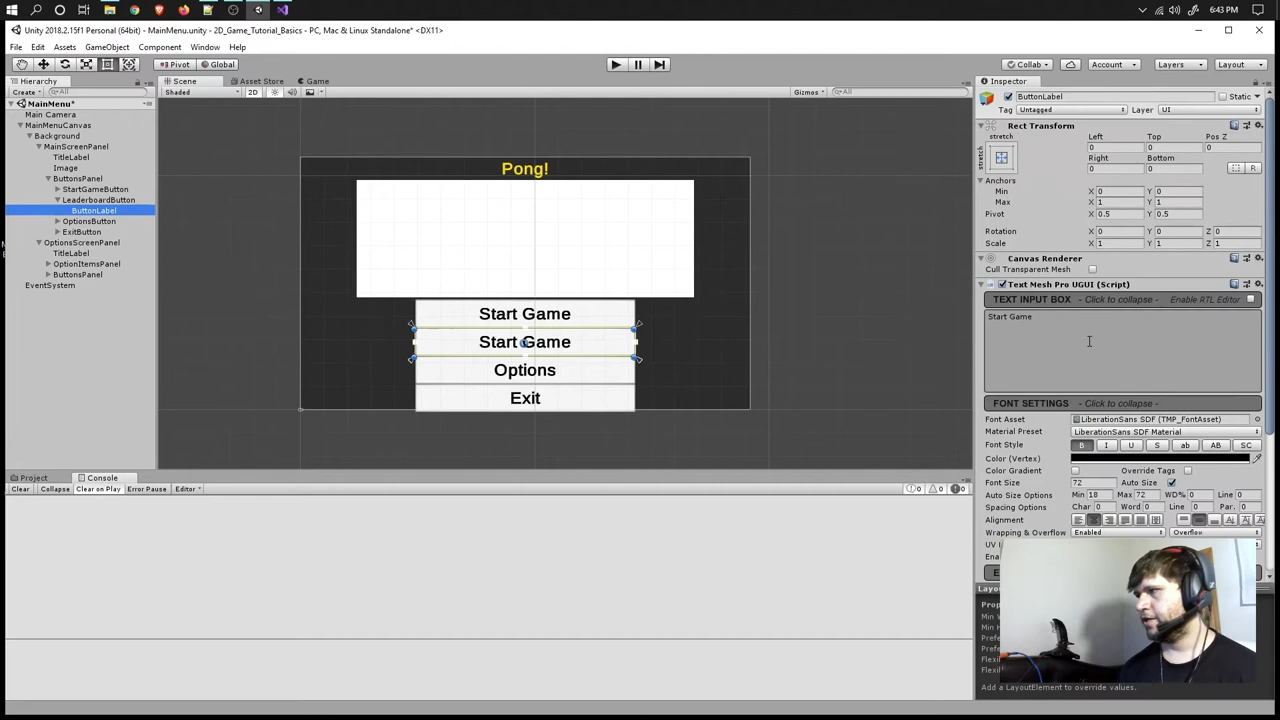 6:43 PM
Unity 2018.2.15f1 Personal (64bit) - MainMenu.unity - 2D_Game_Tutorial_Basics - PC, Mac & Linux Standalone* <DX11>
File Edit Assets GameObject Component Window Help
Pivot Global Collab Account Layers Layout
Hierarchy Scene Asset Store Game Inspector
Create All Shaded 2D Gizmos All
ButtonLabel Static
Tag Untagged Layer UI
MainMenu*
Main Camera
MainMenuCanvas
Background
MainScreenPanel
TitleLabel
Image
ButtonsPanel
StartGameButton
LeaderboardButton
ButtonLabel
OptionsButton
ExitButton
OptionsScreenPanel
TitleLabel
OptionItemsPanel
ButtonsPanel
EventSystem
Pong!
Start Game
Start Game
Options
Exit
Rect Transform
stretch Left Top Pos Z
stretch 0 0 0
Right Bottom
0 0 R
Anchors
Min X 0 Y 0
Max X 1 Y 1
Pivot X 0.5 Y 0.5
Rotation X 0 Y 0 Z 0
Scale X 1 Y 1 Z 1
Canvas Renderer
Cull Transparent Mesh
Text Mesh Pro UGUI (Script)
TEXT INPUT BOX - Click to collapse - Enable RTL Editor
Start Game
FONT SETTINGS - Click to collapse -
Font Asset LiberationSans SDF (TMP_FontAsset)
Material Preset LiberationSans SDF Material
Font Style B I U S ab AB SC
Color (Vertex)
Color Gradient Override Tags
Font Size 72 Auto Size
Auto Size Options Min 18 Max 72 WD% 0 Line 0
Spacing Options Char 0 Word 0 Line 0 Par. 0
Alignment
Wrapping & Overflow Enabled Overflow
Add a LayoutElement to override values.
Project Console
Clear Collapse Clear on Play Error Pause Editor 0 0 0